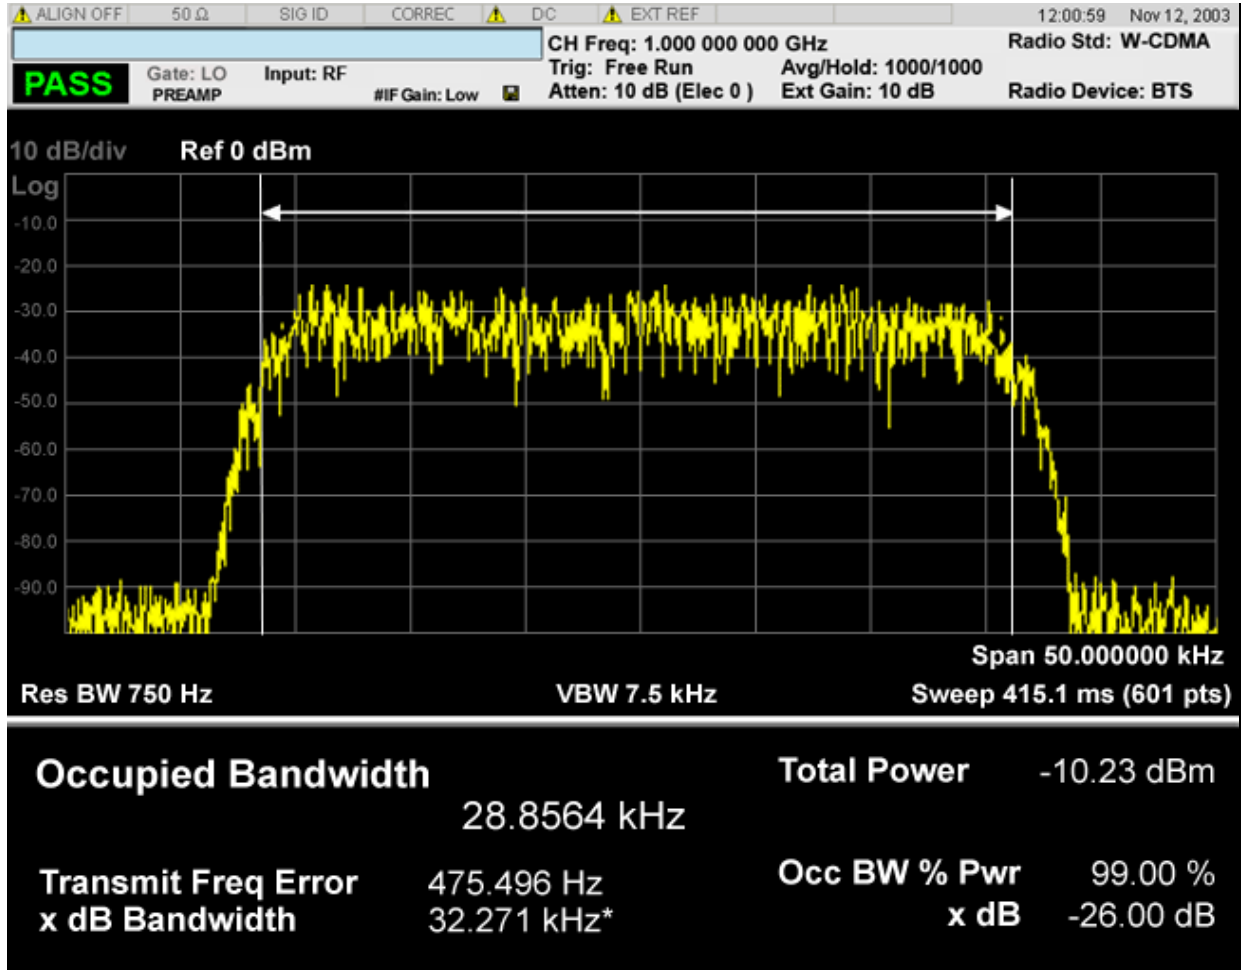 ALIGN OFF 50 Ω SIG ID CORREC DC EXT REF 12:00:59 Nov 12, 2003
CH Freq: 1.000 000 000 GHz Radio Std: W-CDMA
PASS Gate: LO Input: RF Trig: Free Run Avg/Hold: 1000/1000
PREAMP #IF Gain: Low Atten: 10 dB (Elec 0 ) Ext Gain: 10 dB Radio Device: BTS
10 dB/div Ref 0 dBm
Log
-10.0
-20.0
-30.0
-40.0
-50.0
-60.0
-70.0
-80.0
-90.0
Span 50.000000 kHz
Res BW 750 Hz VBW 7.5 kHz Sweep 415.1 ms (601 pts)
Occupied Bandwidth Total Power -10.23 dBm
28.8564 kHz
Transmit Freq Error 475.496 Hz Occ BW % Pwr 99.00 %
x dB Bandwidth 32.271 kHz* x dB -26.00 dB